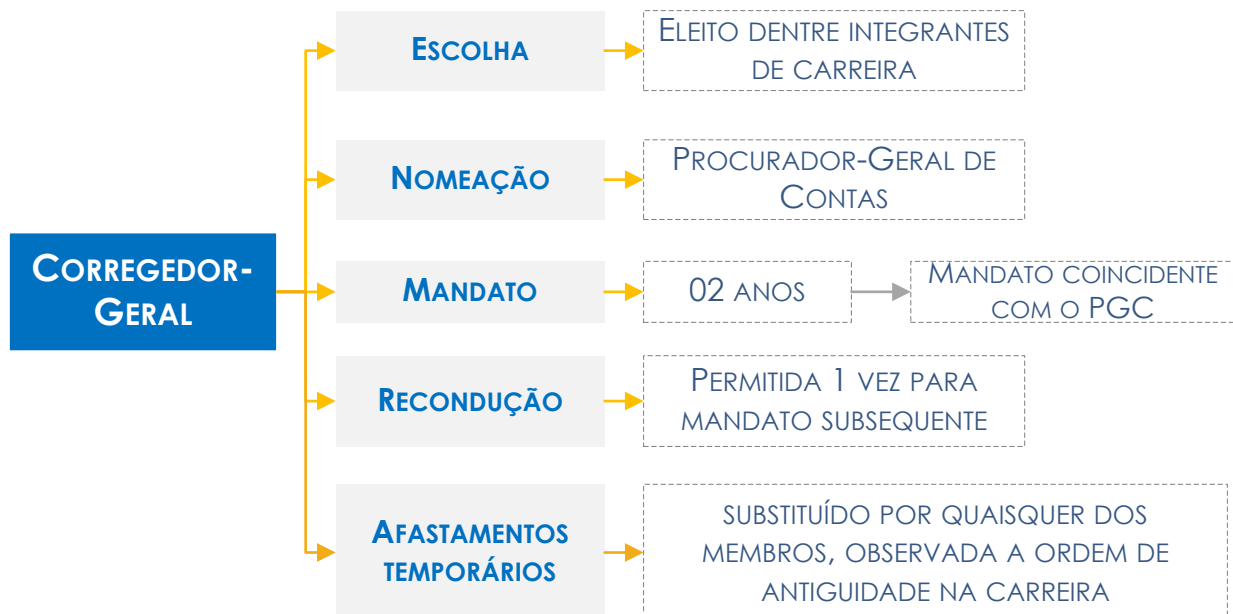 CORREGEDOR-
GERAL
ESCOLHA
ELEITO DENTRE INTEGRANTES
DE CARREIRA
NOMEAÇÃO
PROCURADOR-GERAL DE
CONTAS
MANDATO
02 ANOS
MANDATO COINCIDENTE
COM O PGC
RECONDUÇÃO
PERMITIDA 1 VEZ PARA
MANDATO SUBSEQUENTE
AFASTAMENTOS
TEMPORÁRIOS
SUBSTITUÍDO POR QUAISQUER DOS
MEMBROS, OBSERVADA A ORDEM DE
ANTIGUIDADE NA CARREIRA